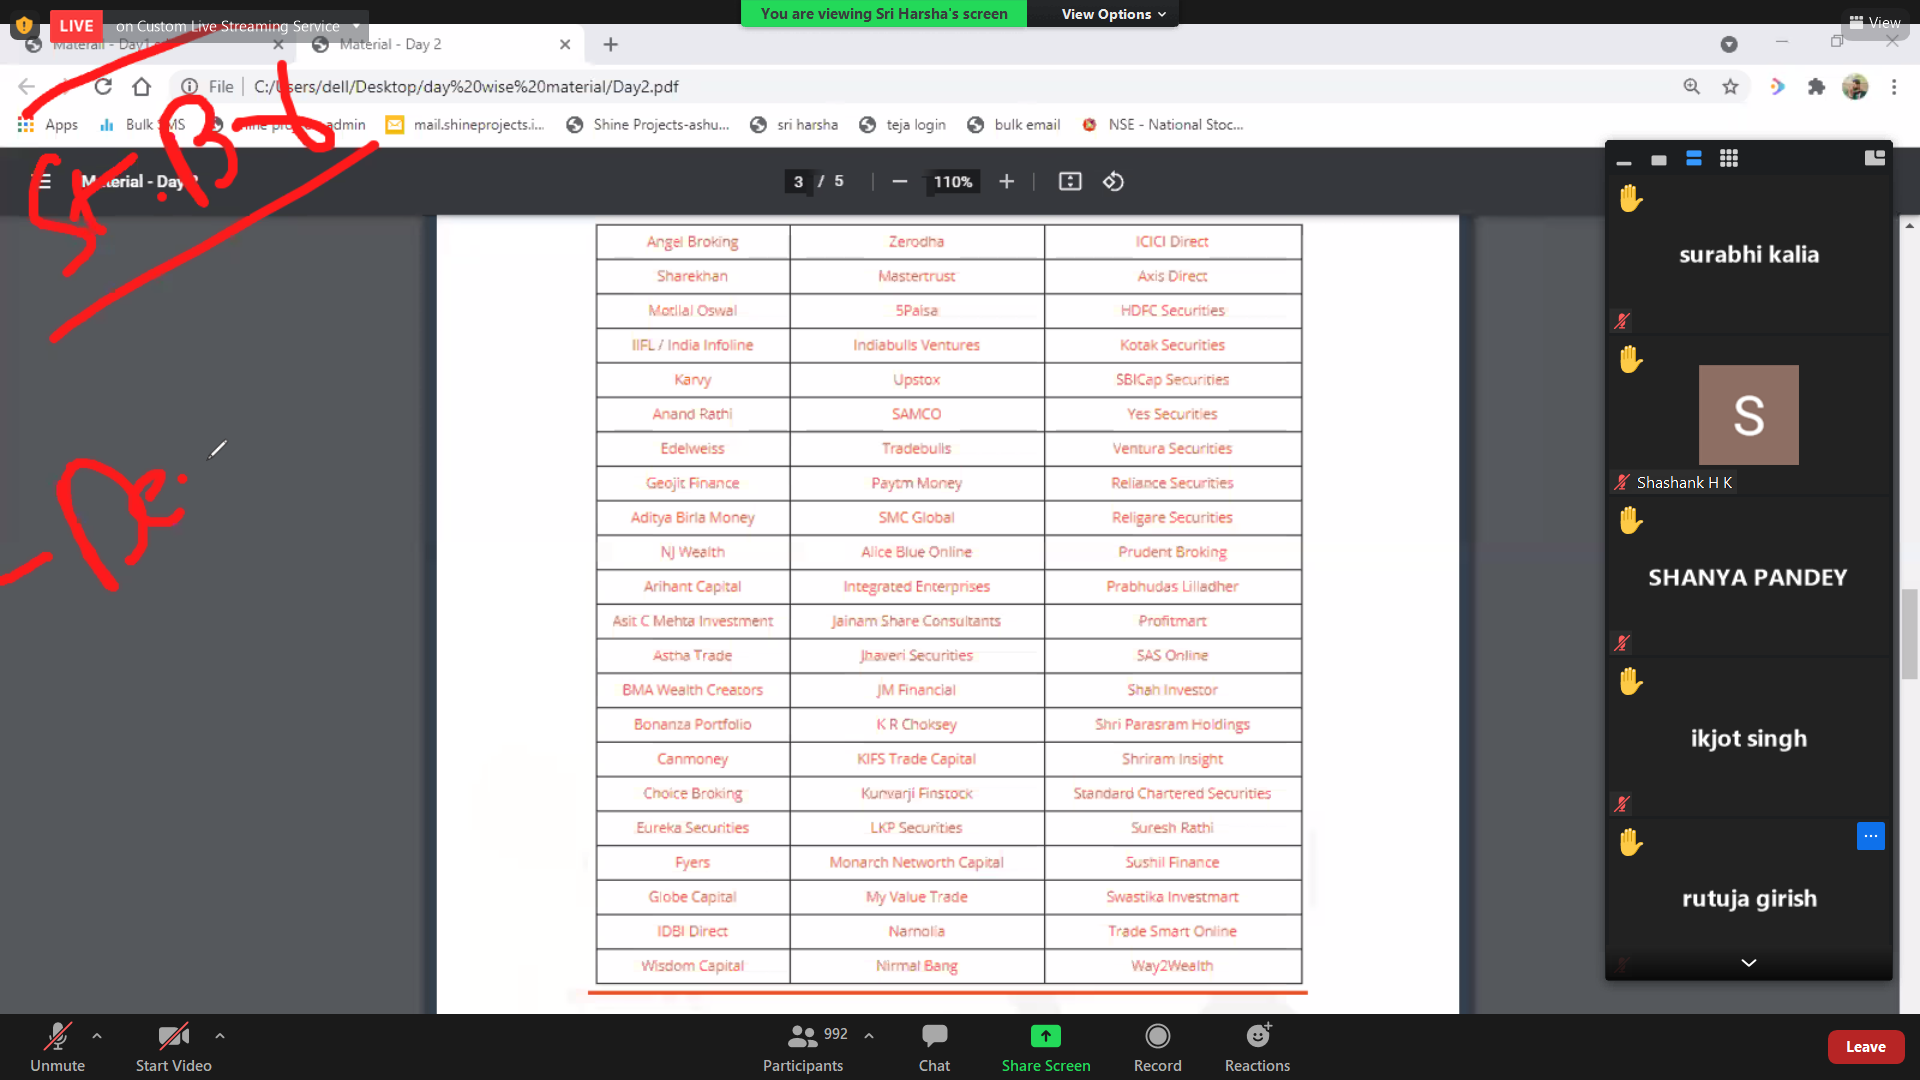 LIVE on Custom Live Streaming Service
You are viewing Sri Harsha's screen View Options
View
Material - Day1 Material - Day 2
File C:/Users/dell/Desktop/day%20wise%20material/Day2.pdf
Apps Bulk SMS admin mail.shineprojects.i... Shine Projects-ashu... sri harsha teja login bulk email NSE - National Stoc...
Material - Day 2 3 / 5 110%
Angel Broking Zerodha ICICI Direct
Sharekhan Mastertrust Axis Direct
Motilal Oswal 5Paisa HDFC Securities
IIFL / India Infoline Indiabulls Ventures Kotak Securities
Karvy Upstox SBICap Securities
Anand Rathi SAMCO Yes Securities
Edelweiss Tradebulls Ventura Securities
Geojit Finance Paytm Money Reliance Securities
Aditya Birla Money SMC Global Religare Securities
NJ Wealth Alice Blue Online Prudent Broking
Arihant Capital Integrated Enterprises Prabhudas Lilladher
Asit C Mehta Investment Jainam Share Consultants Profitmart
Astha Trade Jhaveri Securities SAS Online
BMA Wealth Creators JM Financial Shah Investor
Bonanza Portfolio K R Choksey Shri Parasram Holdings
Canmoney KIFS Trade Capital Shriram Insight
Choice Broking Kunvarji Finstock Standard Chartered Securities
Eureka Securities LKP Securities Suresh Rathi
Fyers Monarch Networth Capital Sushil Finance
Globe Capital My Value Trade Swastika Investmart
IDBI Direct Narnolia Trade Smart Online
Wisdom Capital Nirmal Bang Way2Wealth
surabhi kalia
S
Shashank H K
SHANYA PANDEY
ikjot singh
rutuja girish
Unmute Start Video Participants 992 Chat Share Screen Record Reactions Leave